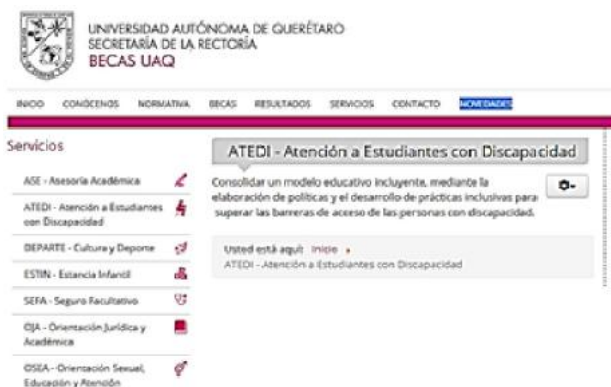 UNIVERSIDAD AUTÓNOMA DE QUERÉTARO
SECRETARÍA DE LA RECTORÍA
BECAS UAQ
INICIO CONÓCENOS NORMATIVA BECAS RESULTADOS SERVICIOS CONTACTO NOVEDADES
Servicios
ASE - Asesoría Académica
ATEDI - Atención a Estudiantes
con Discapacidad
DEPARTE - Cultura y Deporte
ESTIN - Estancia Infantil
SEFA - Seguro Facultativo
OJA - Orientación Jurídica y
Académica
OSEA - Orientación Sexual,
Educación y Atención
ATEDI - Atención a Estudiantes con Discapacidad
Consolidar un modelo educativo incluyente, mediante la
elaboración de políticas y el desarrollo de prácticas inclusivas para
superar las barreras de acceso de las personas con discapacidad.
Usted está aquí: Inicio
ATEDI - Atención a Estudiantes con Discapacidad